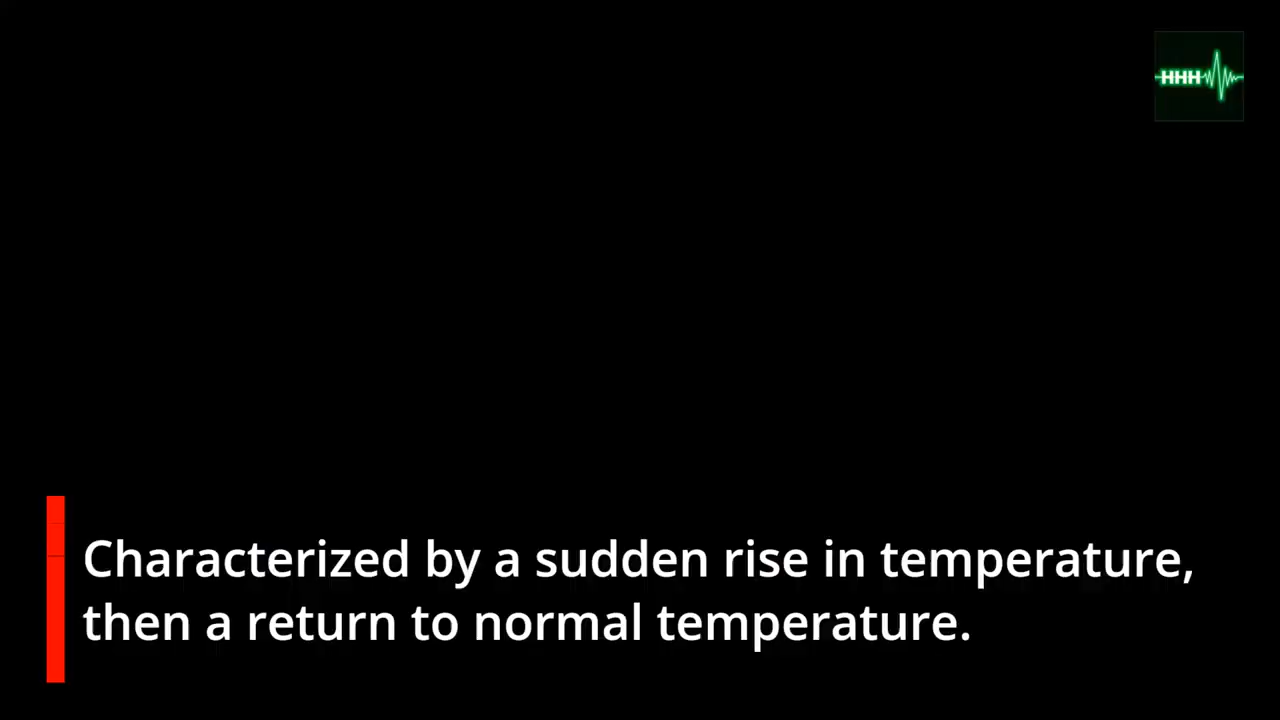 HHH
Characterized by a sudden rise in temperature,
then a return to normal temperature.